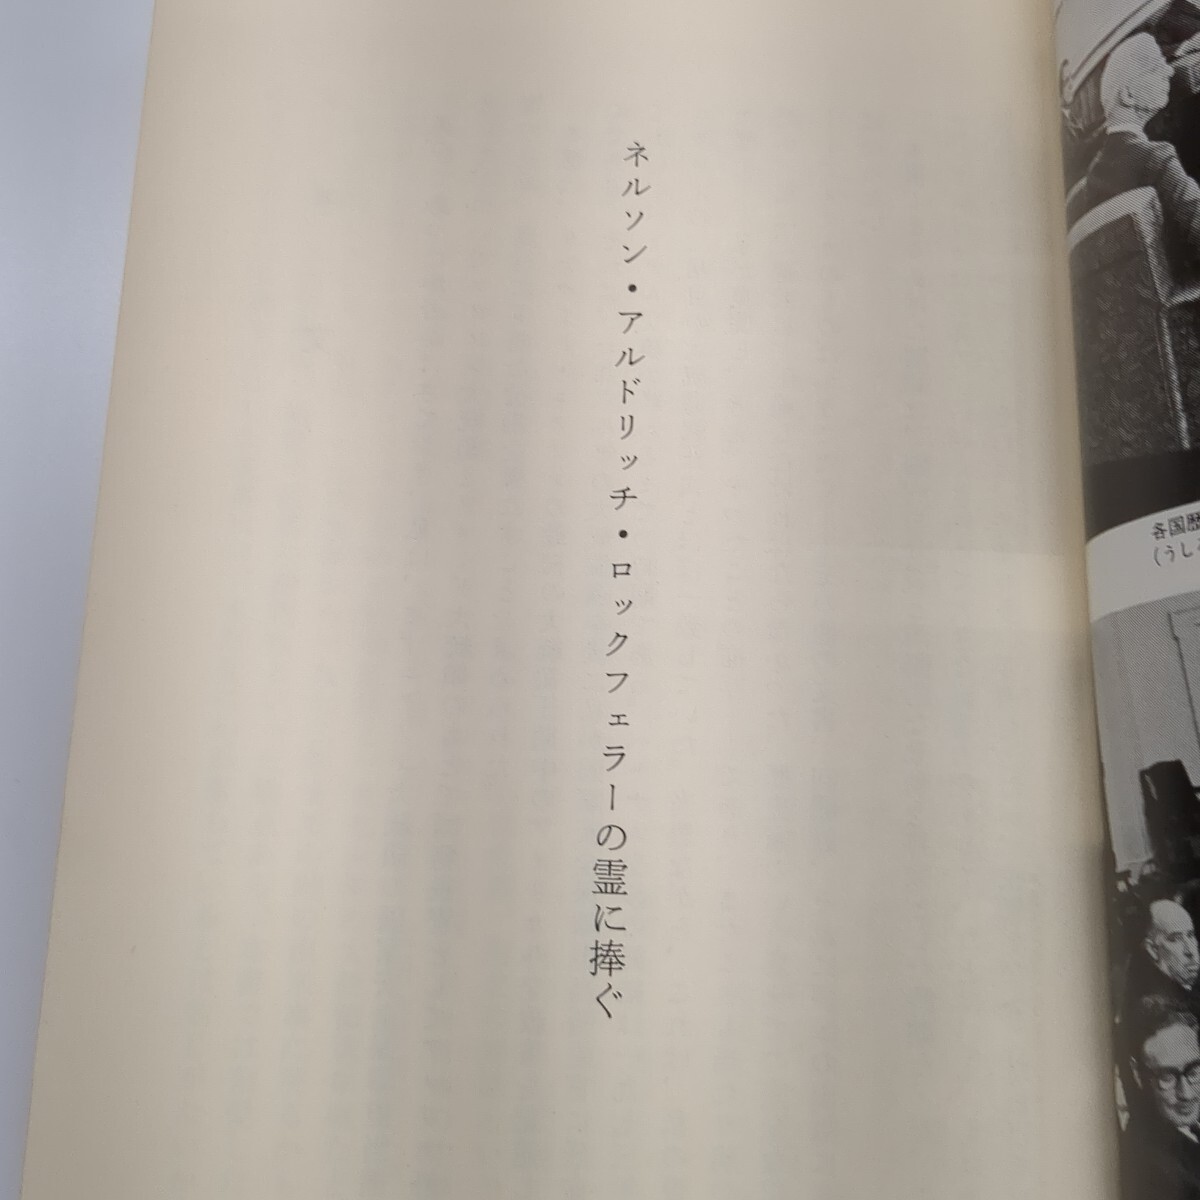 ネルソン・アルドリッチ・ロックフェラーの霊に捧ぐ
各国歴
(うし